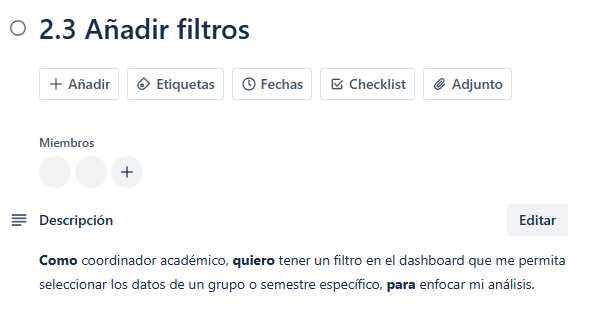 2.3 Añadir filtros
Añadir
Etiquetas
Fechas
Checklist
Adjunto
Miembros
Descripción
Editar
Como coordinador académico, quiero tener un filtro en el dashboard que me permita
seleccionar los datos de un grupo o semestre específico, para enfocar mi análisis.